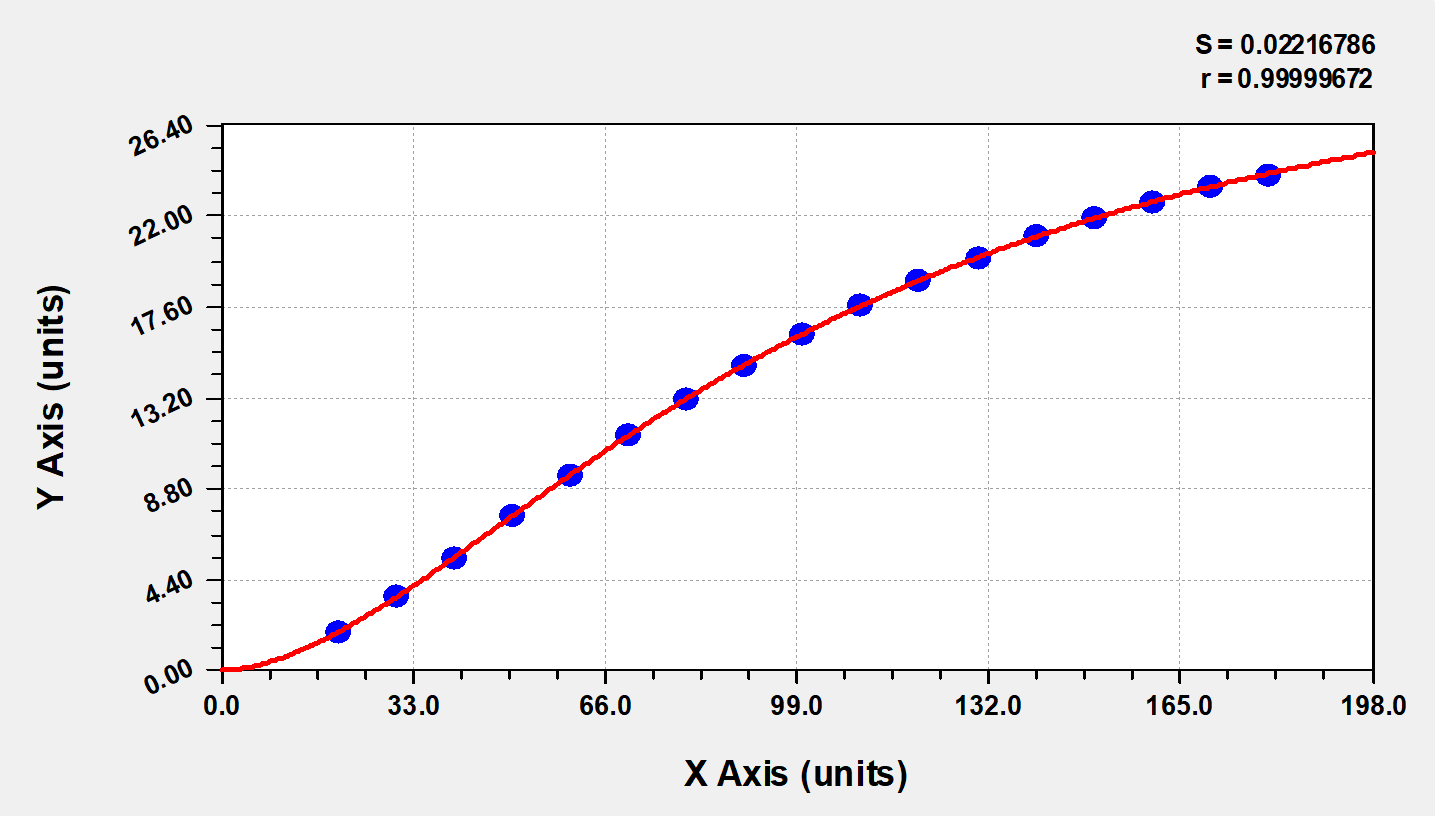 S = 0.02216786
r = 0.99999672
26.40
22.00
17.60
13.20
8.80
4.40
0.00
0.0 33.0 66.0 99.0 132.0 165.0 198.0
Y Axis (units)
X Axis (units)